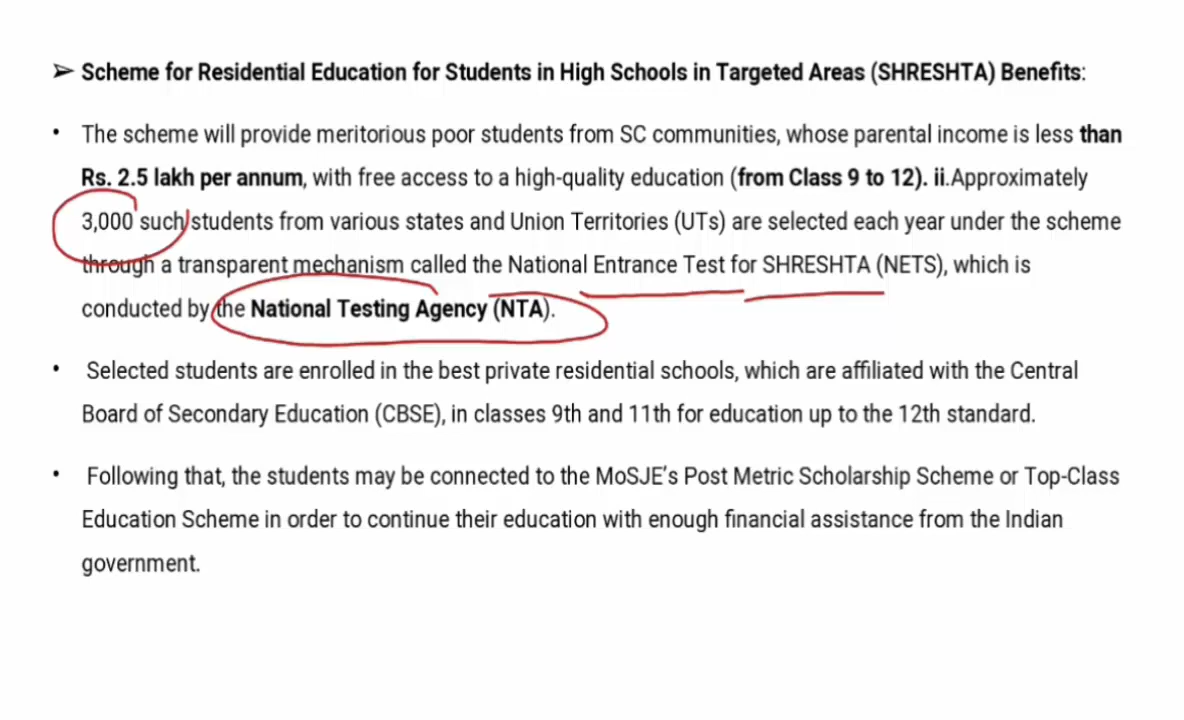 ➢ Scheme for Residential Education for Students in High Schools in Targeted Areas (SHRESHTA) Benefits:
• The scheme will provide meritorious poor students from SC communities, whose parental income is less than
Rs. 2.5 lakh per annum, with free access to a high-quality education (from Class 9 to 12). ii.Approximately
3,000 such students from various states and Union Territories (UTs) are selected each year under the scheme
through a transparent mechanism called the National Entrance Test for SHRESHTA (NETS), which is
conducted by the National Testing Agency (NTA).
• Selected students are enrolled in the best private residential schools, which are affiliated with the Central
Board of Secondary Education (CBSE), in classes 9th and 11th for education up to the 12th standard.
• Following that, the students may be connected to the MoSJE's Post Metric Scholarship Scheme or Top-Class
Education Scheme in order to continue their education with enough financial assistance from the Indian
government.